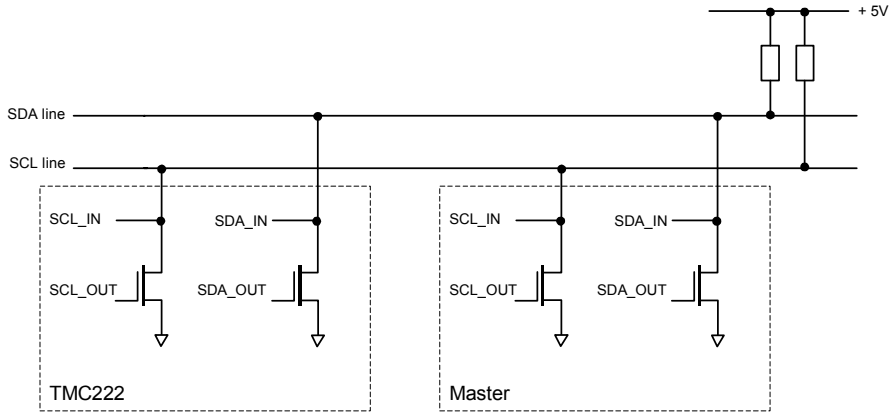 + 5V
SDA line
SCL line
SCL_IN
SDA_IN
SCL_IN
SDA_IN
SCL_OUT
SDA_OUT
SCL_OUT
SDA_OUT
TMC222
Master